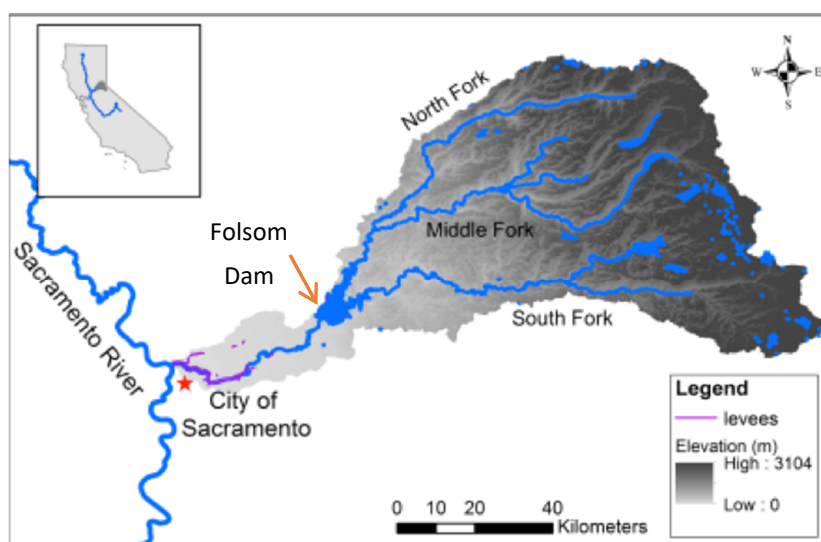 N
W E
S
North Fork
Folsom
Dam
Middle Fork
South Fork
Sacramento River
City of
Sacramento
Legend
levees
Elevation (m)
High : 3104
Low : 0
0 10 20 40
Kilometers